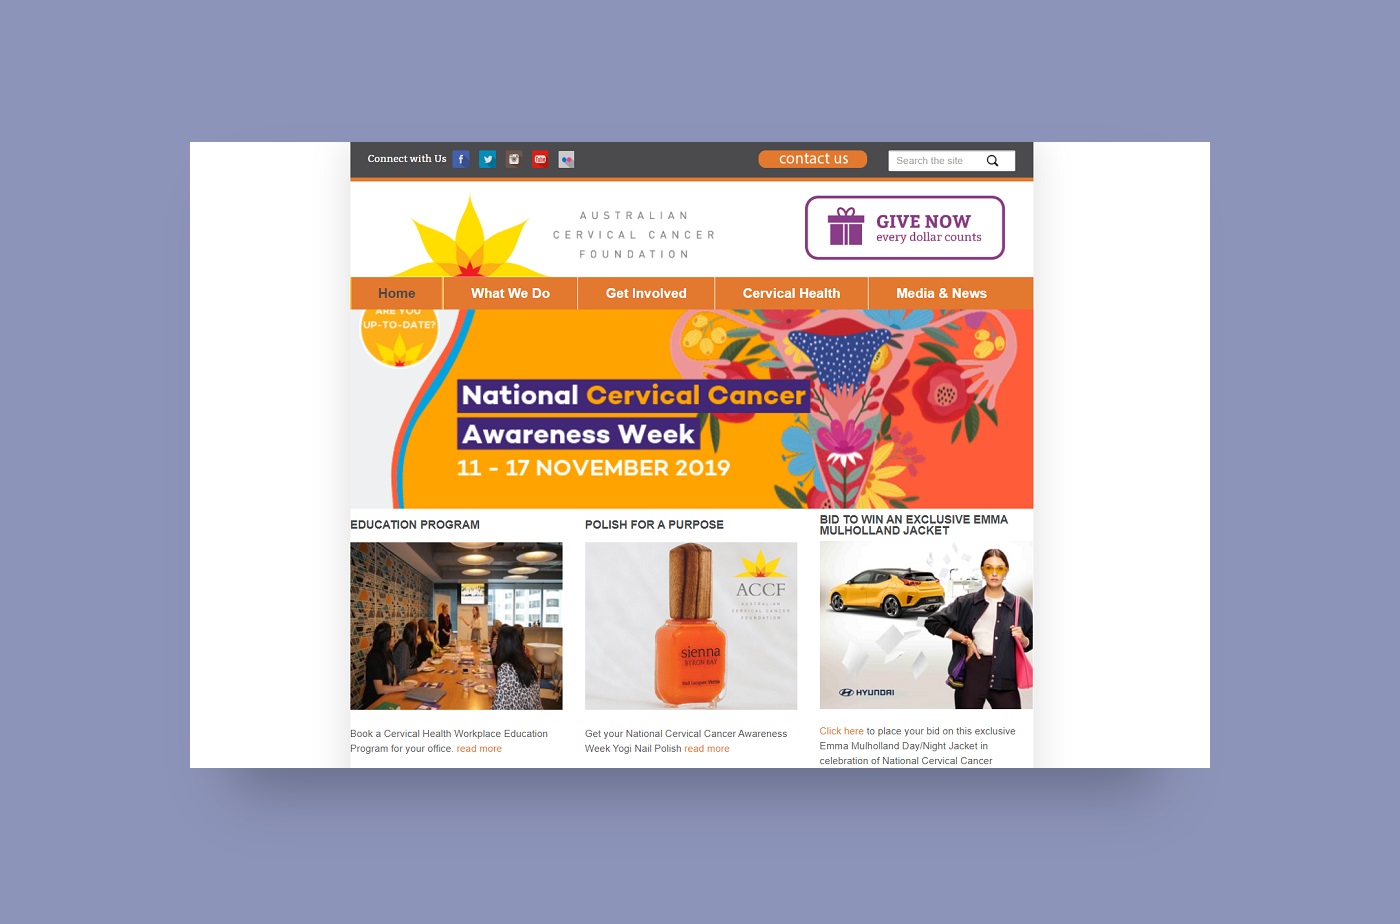 Connect with Us
contact us
Search the site
AUSTRALIAN
CERVICAL CANCER
FOUNDATION
GIVE NOW
every dollar counts
Home
What We Do
Get Involved
Cervical Health
Media & News
ARE YOU
UP-TO-DATE?
National Cervical Cancer
Awareness Week
11 - 17 NOVEMBER 2019
EDUCATION PROGRAM
Book a Cervical Health Workplace Education
Program for your office. read more
POLISH FOR A PURPOSE
ACCF
AUSTRALIAN
CERVICAL CANCER
FOUNDATION
sienna
BYRON BAY
Get your National Cervical Cancer Awareness
Week Yogi Nail Polish read more
BID TO WIN AN EXCLUSIVE EMMA
MULHOLLAND JACKET
HYUNDAI
Click here to place your bid on this exclusive
Emma Mulholland Day/Night Jacket in
celebration of National Cervical Cancer